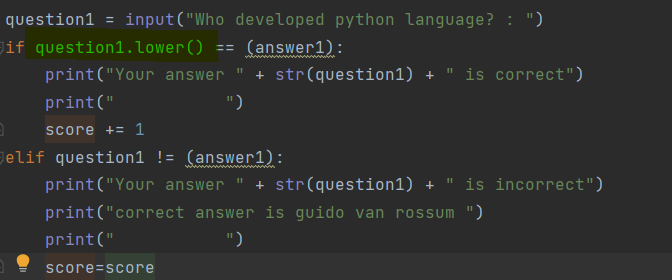 question1 = input("Who developed python language? : ")
if question1.lower() == (answer1):
    print("Your answer " + str(question1) + " is correct")
    print("           ")
    score += 1
elif question1 != (answer1):
    print("Your answer " + str(question1) + " is incorrect")
    print("correct answer is guido van rossum ")
    print("           ")
    score=score